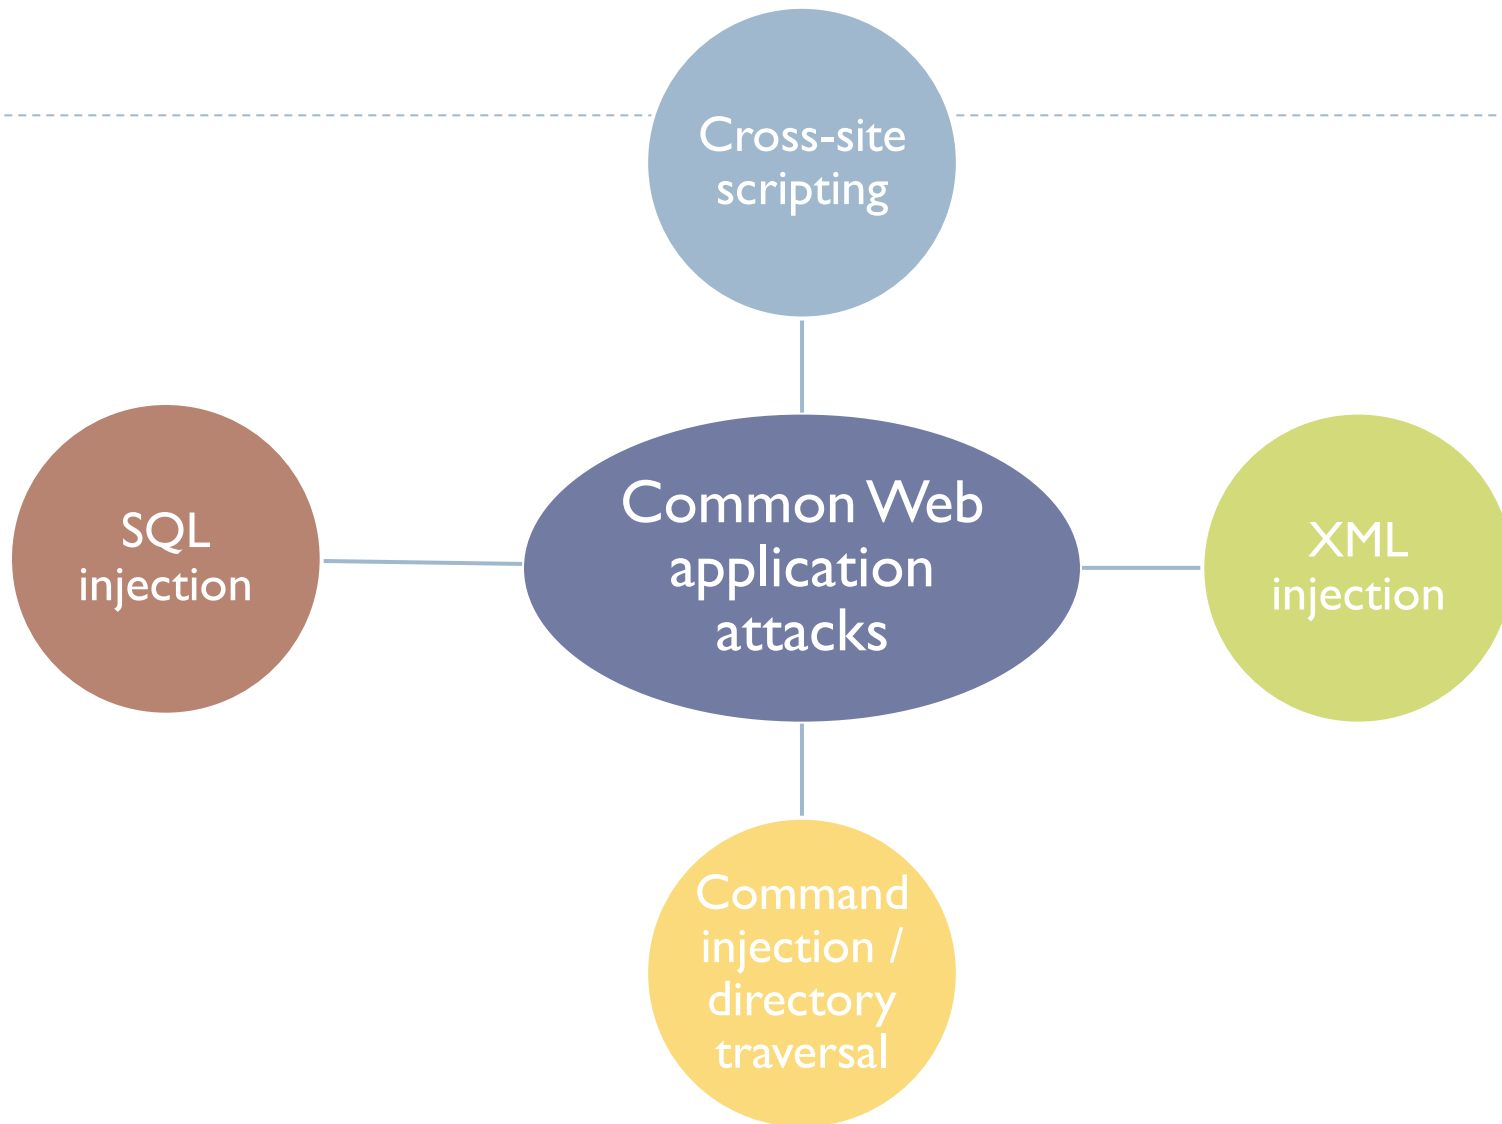 Cross-site
scripting
SQL
injection
Common Web
application
attacks
XML
injection
Command
injection /
directory
traversal